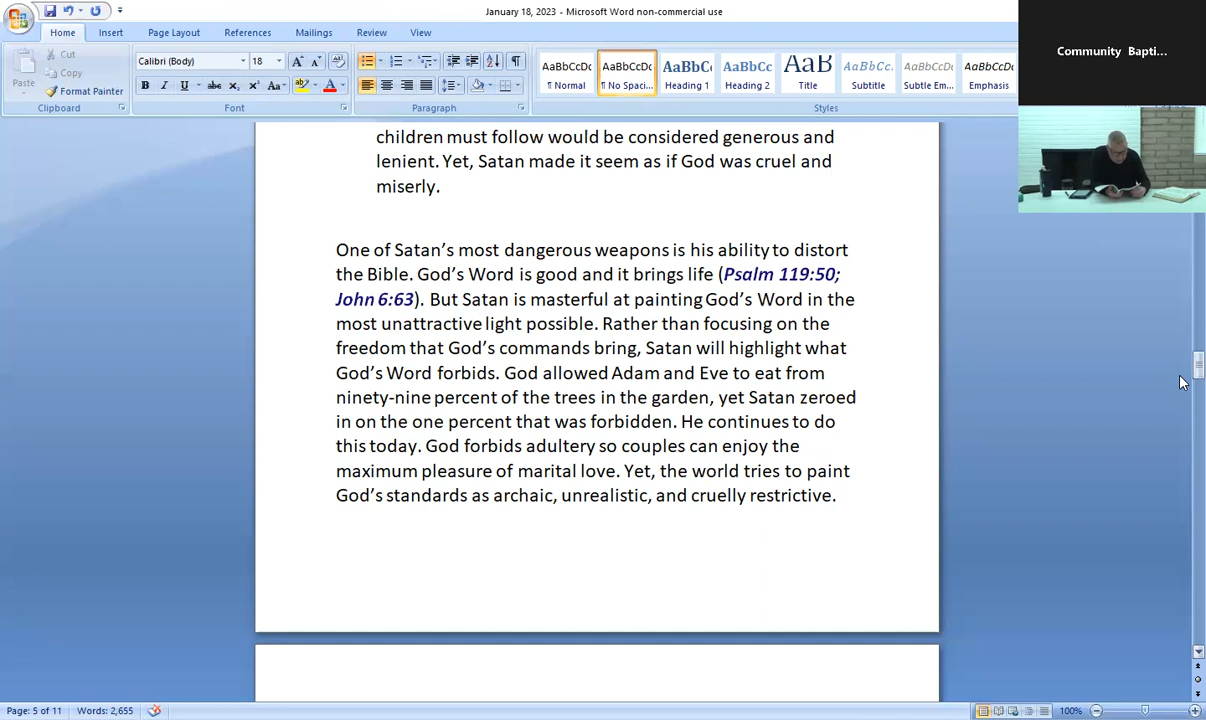 January 18, 2023 - Microsoft Word non-commercial use
Home Insert Page Layout References Mailings Review View
Paste
Cut
Copy
Format Painter
Clipboard
Calibri (Body) 18
Font
Paragraph
AaBbCcDc AaBbCcDc AaBbC AaBbCc AaB AaBbCc. AaBbCcDc AaBbCcDc
¶ Normal ¶ No Spaci... Heading 1 Heading 2 Title Subtitle Subtle Em... Emphasis
Styles
Community Bapti...
children must follow would be considered generous and
lenient. Yet, Satan made it seem as if God was cruel and
miserly.
One of Satan's most dangerous weapons is his ability to distort
the Bible. God's Word is good and it brings life (Psalm 119:50;
John 6:63). But Satan is masterful at painting God's Word in the
most unattractive light possible. Rather than focusing on the
freedom that God's commands bring, Satan will highlight what
God's Word forbids. God allowed Adam and Eve to eat from
ninety-nine percent of the trees in the garden, yet Satan zeroed
in on the one percent that was forbidden. He continues to do
this today. God forbids adultery so couples can enjoy the
maximum pleasure of marital love. Yet, the world tries to paint
God's standards as archaic, unrealistic, and cruelly restrictive.
Page: 5 of 11 Words: 2,655 100%